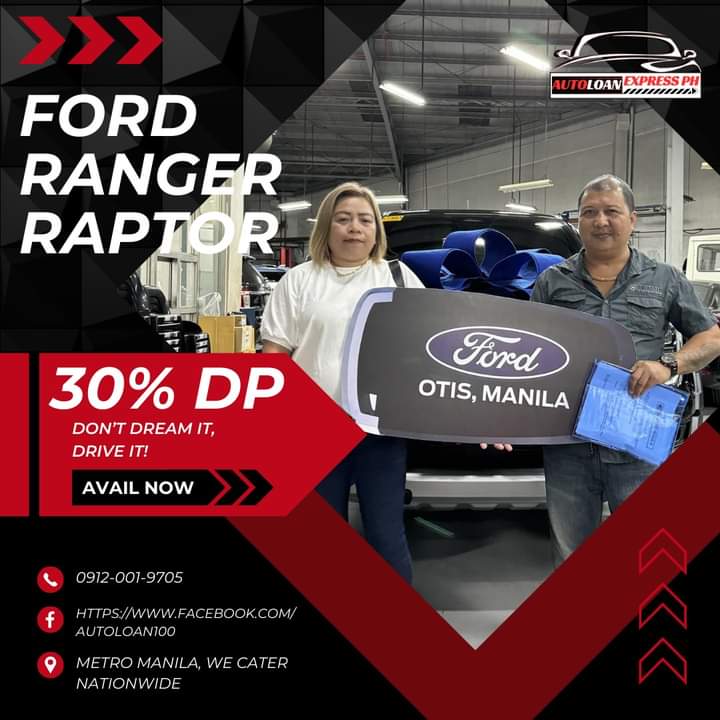 AUTOLOAN EXPRESS PH
FORD
RANGER
RAPTOR
Ford
OTIS, MANILA
30% DP
DON'T DREAM IT,
DRIVE IT!
AVAIL NOW
0912-001-9705
HTTPS://WWW.FACEBOOK.COM/
AUTOLOAN100
METRO MANILA, WE CATER
NATIONWIDE